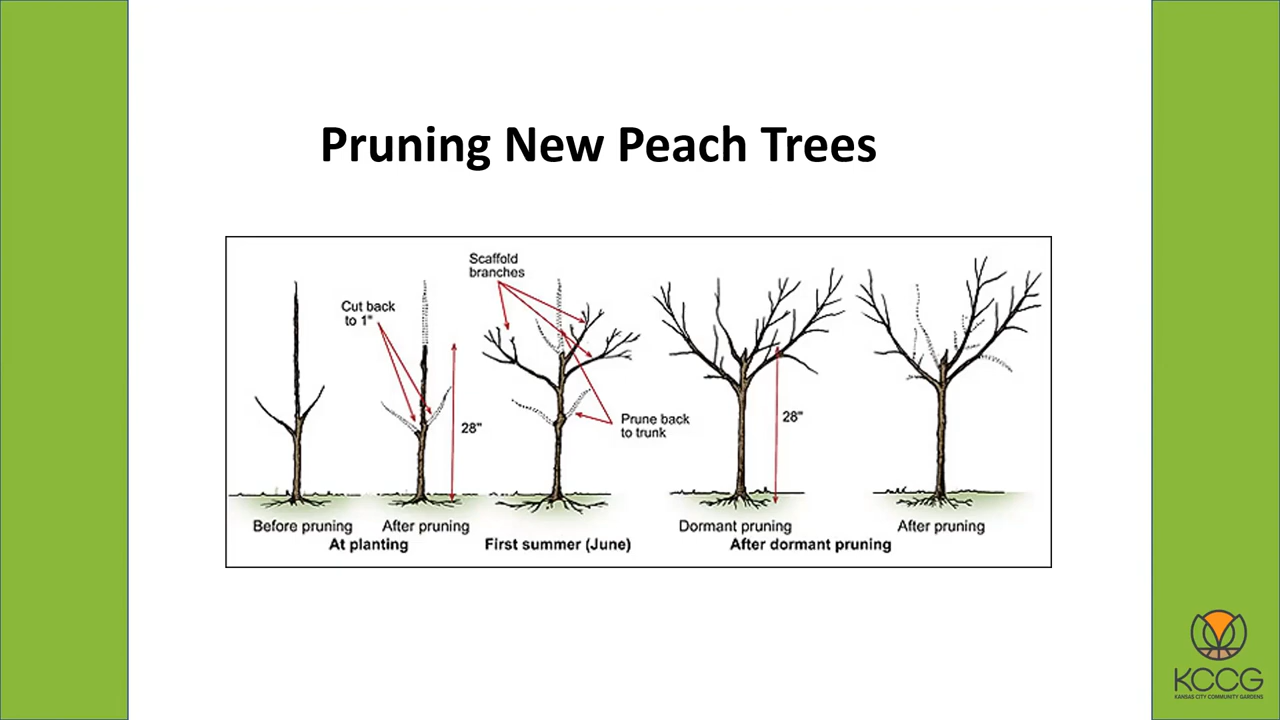 Pruning New Peach Trees
Scaffold
branches
Cut back
to 1"
28"
Prune back
to trunk
28"
Before pruning
After pruning
At planting
First summer (June)
Dormant pruning
After pruning
After dormant pruning
KCCG
KANSAS CITY COMMUNITY GARDENS